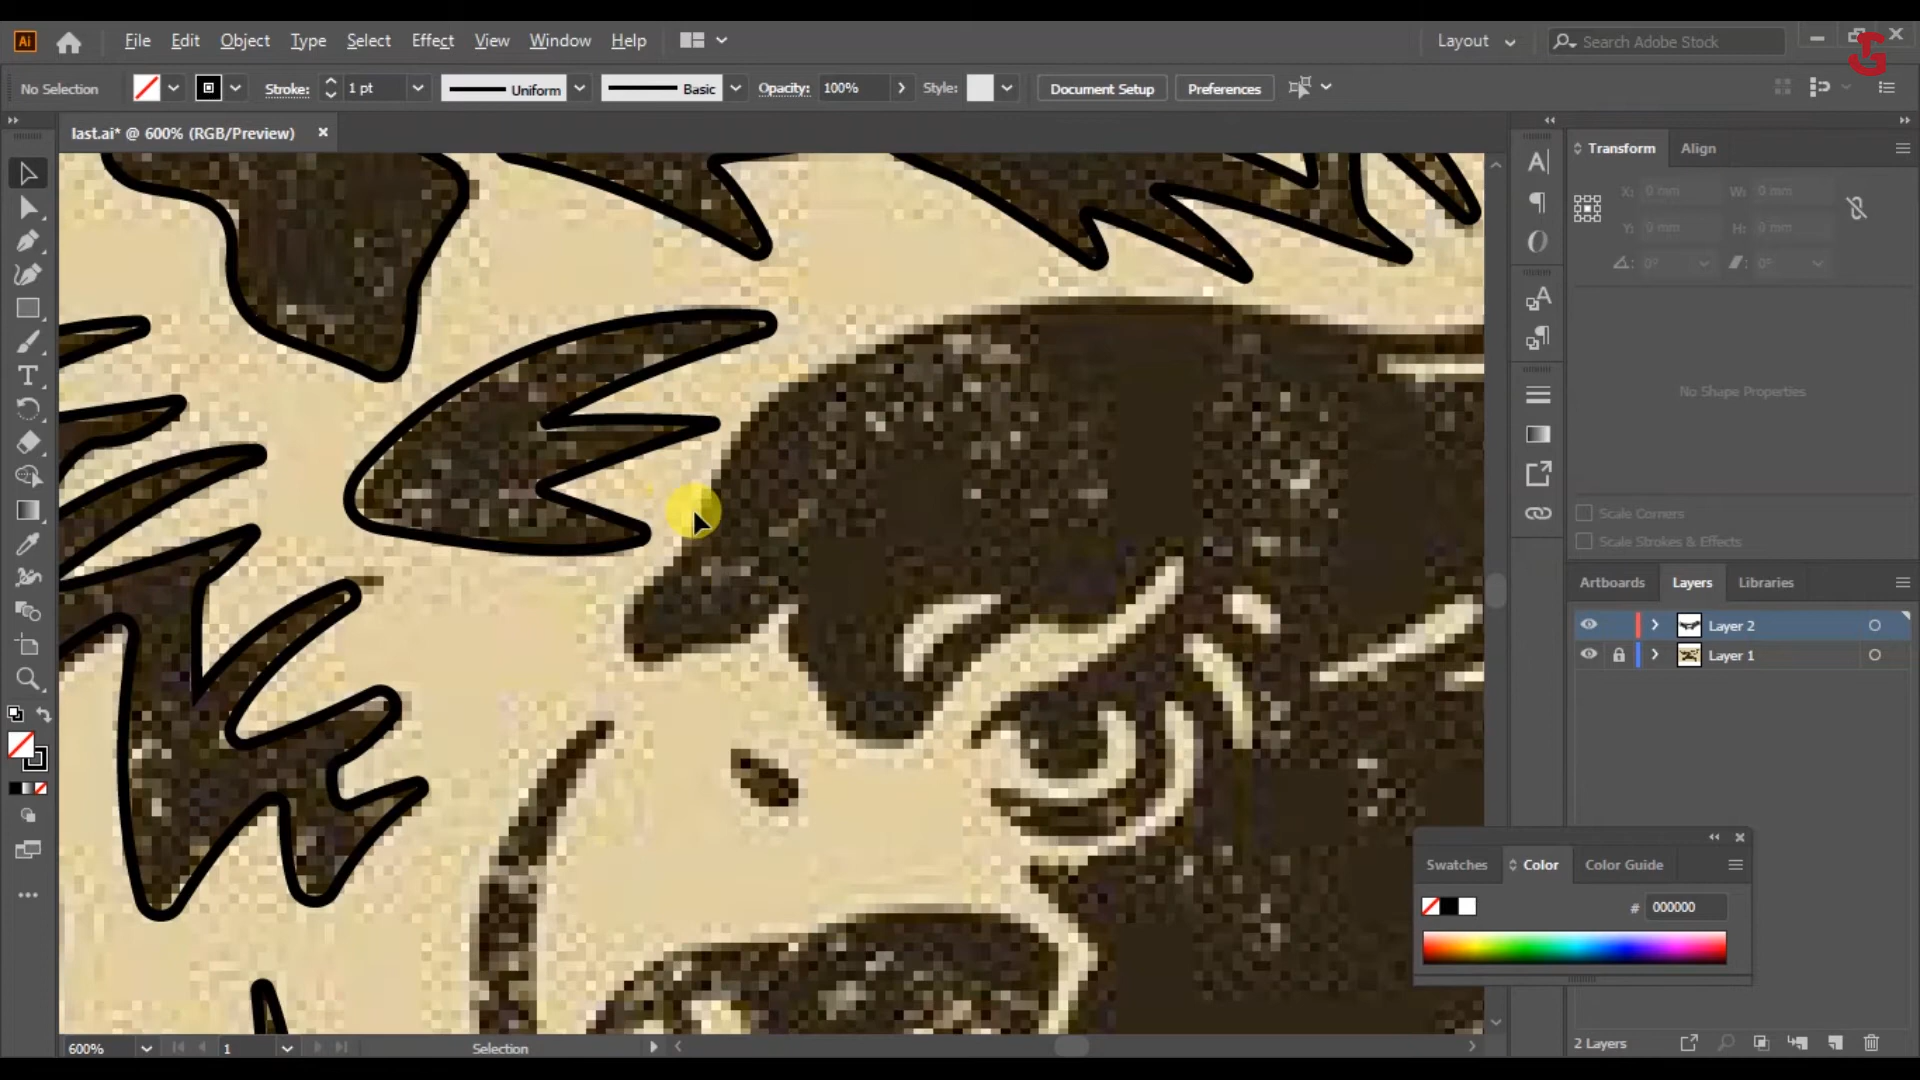 Ai File Edit Object Type Select Effect View Window Help Layout Search Adobe Stock
No Selection Stroke: 1 pt Uniform Basic Opacity: 100% Style: Document Setup Preferences
last.ai* @ 600% (RGB/Preview) ×
Transform Align
X: 0 mm W: 0 mm
Y: 0 mm H: 0 mm
0° 0°
No Shape Properties
Scale Corners
Scale Strokes & Effects
Artboards Layers Libraries
Layer 2
Layer 1
Swatches Color Color Guide
# 000000
600% 1 Selection 2 Layers